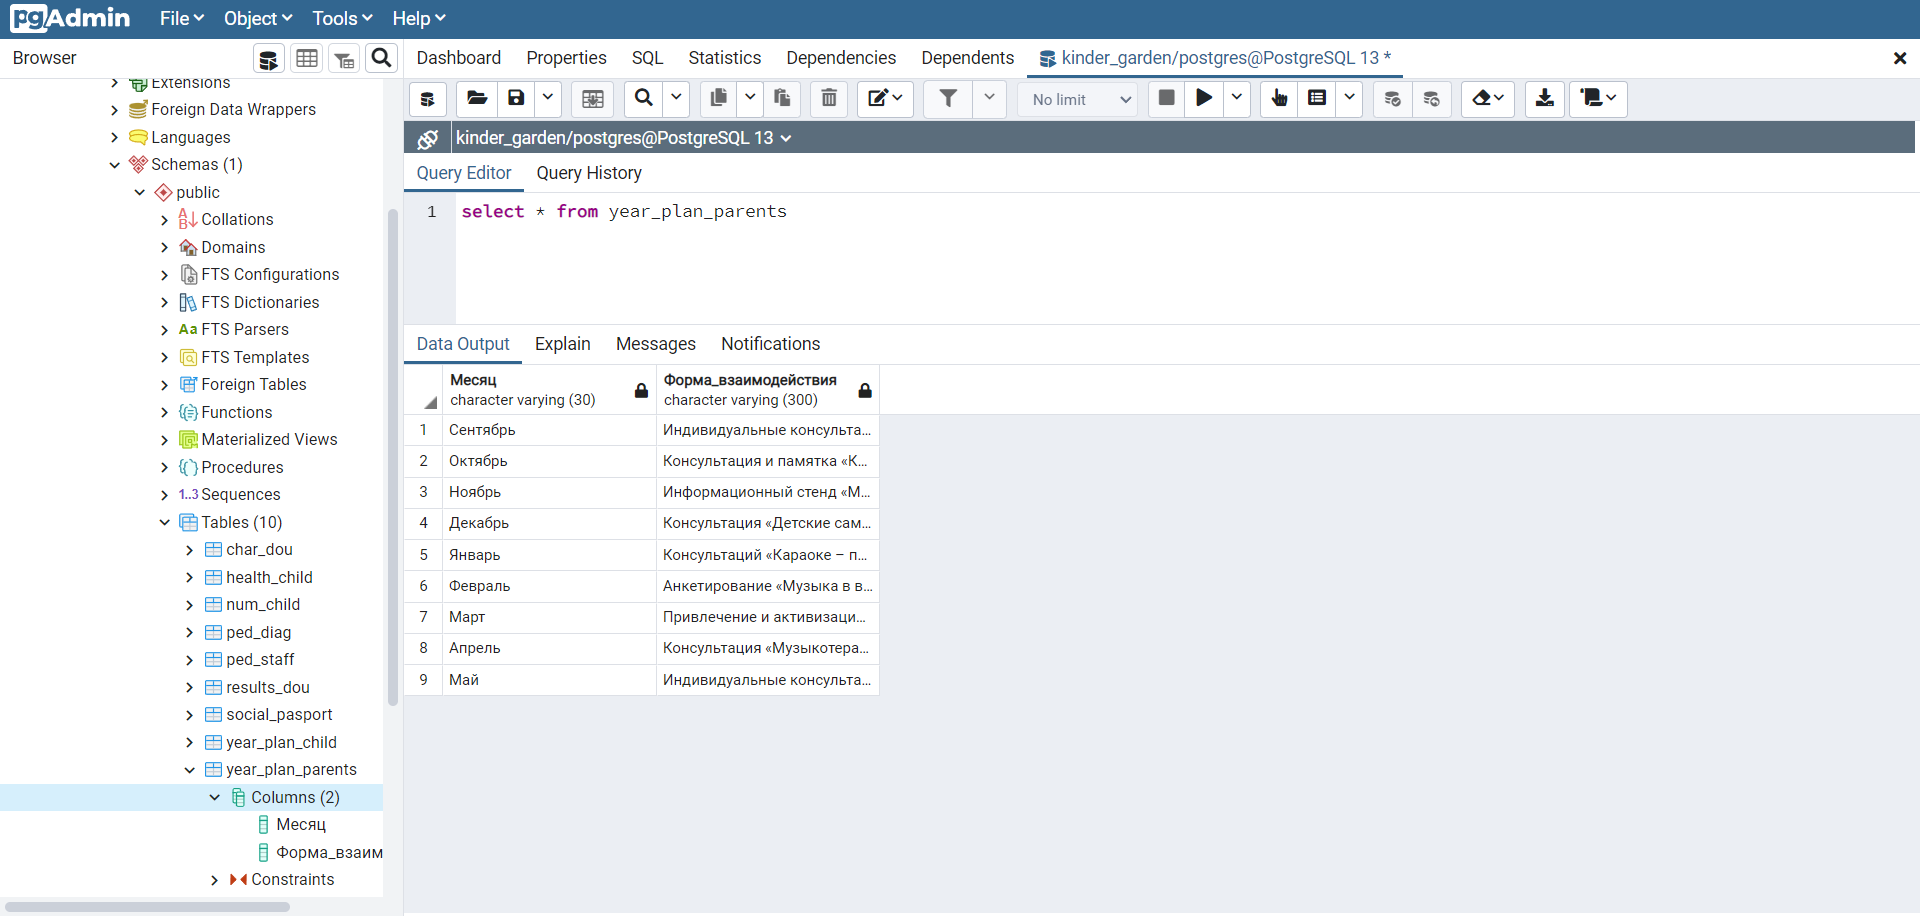 pgAdmin File Object Tools Help
Browser
Dashboard Properties SQL Statistics Dependencies Dependents kinder_garden/postgres@PostgreSQL 13 *
Extensions
Foreign Data Wrappers
Languages
Schemas (1)
public
Collations
Domains
FTS Configurations
FTS Dictionaries
Aa FTS Parsers
FTS Templates
Foreign Tables
Functions
Materialized Views
Procedures
1..3 Sequences
Tables (10)
char_dou
health_child
num_child
ped_diag
ped_staff
results_dou
social_pasport
year_plan_child
year_plan_parents
Columns (2)
Месяц
Форма_взаим
Constraints
No limit
kinder_garden/postgres@PostgreSQL 13
Query Editor Query History
1 select * from year_plan_parents
Data Output Explain Messages Notifications
Месяц Форма_взаимодействия
character varying (30) character varying (300)
1 Сентябрь Индивидуальные консульта...
2 Октябрь Консультация и памятка «К...
3 Ноябрь Информационный стенд «М...
4 Декабрь Консультация «Детские сам...
5 Январь Консультаций «Караоке – п...
6 Февраль Анкетирование «Музыка в в...
7 Март Привлечение и активизаци...
8 Апрель Консультация «Музыкотера...
9 Май Индивидуальные консульта...